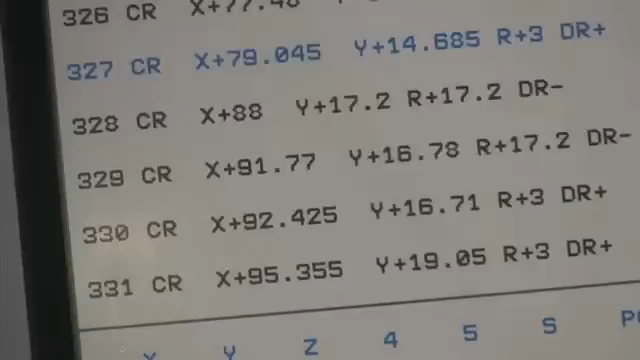 326 CR X+77.48
327 CR X+79.045 Y+14.685 R+3 DR+
328 CR X+88 Y+17.2 R+17.2 DR-
329 CR X+91.77 Y+16.78 R+17.2 DR-
330 CR X+92.425 Y+16.71 R+3 DR+
331 CR X+95.355 Y+19.05 R+3 DR+
X Y Z 4 5 S